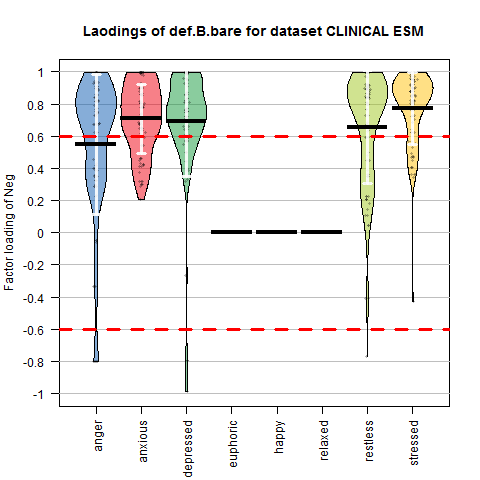 Laodings of def.B.bare for dataset CLINICAL ESM
Factor loading of Neg
1
0.8
0.6
0.4
0.2
0
-0.2
-0.4
-0.6
-0.8
-1
anger
anxious
depressed
euphoric
happy
relaxed
restless
stressed